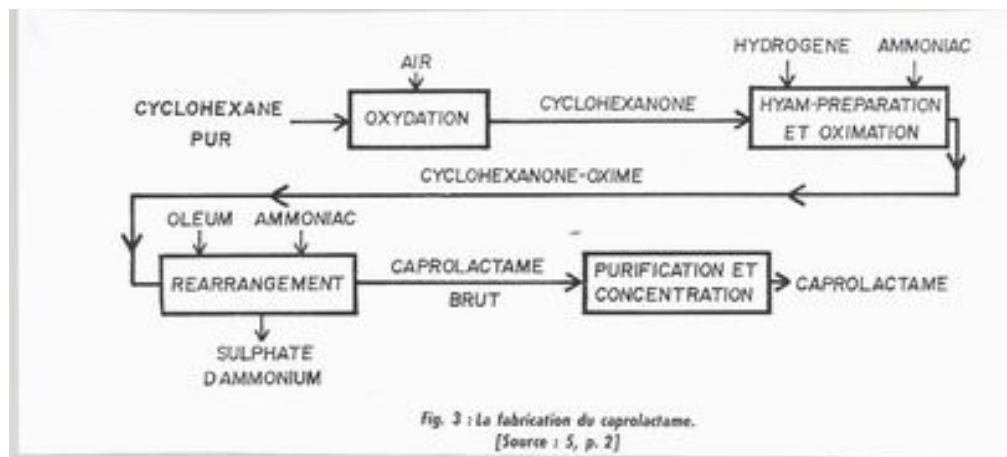 HYDROGENE AMMONIAC
AIR
CYCLOHEXANE
PUR
OXYDATION
CYCLOHEXANONE
HYAM-PREPARATION
ET OXIMATION
CYCLOHEXANONE-OXIME
OLEUM AMMONIAC
REARRANGEMENT
CAPROLACTAME
BRUT
PURIFICATION ET
CONCENTRATION
CAPROLACTAME
SULPHATE
D AMMONIUM
Fig. 3 : La fabrication du caprolactame.
[Source : 5, p. 2]